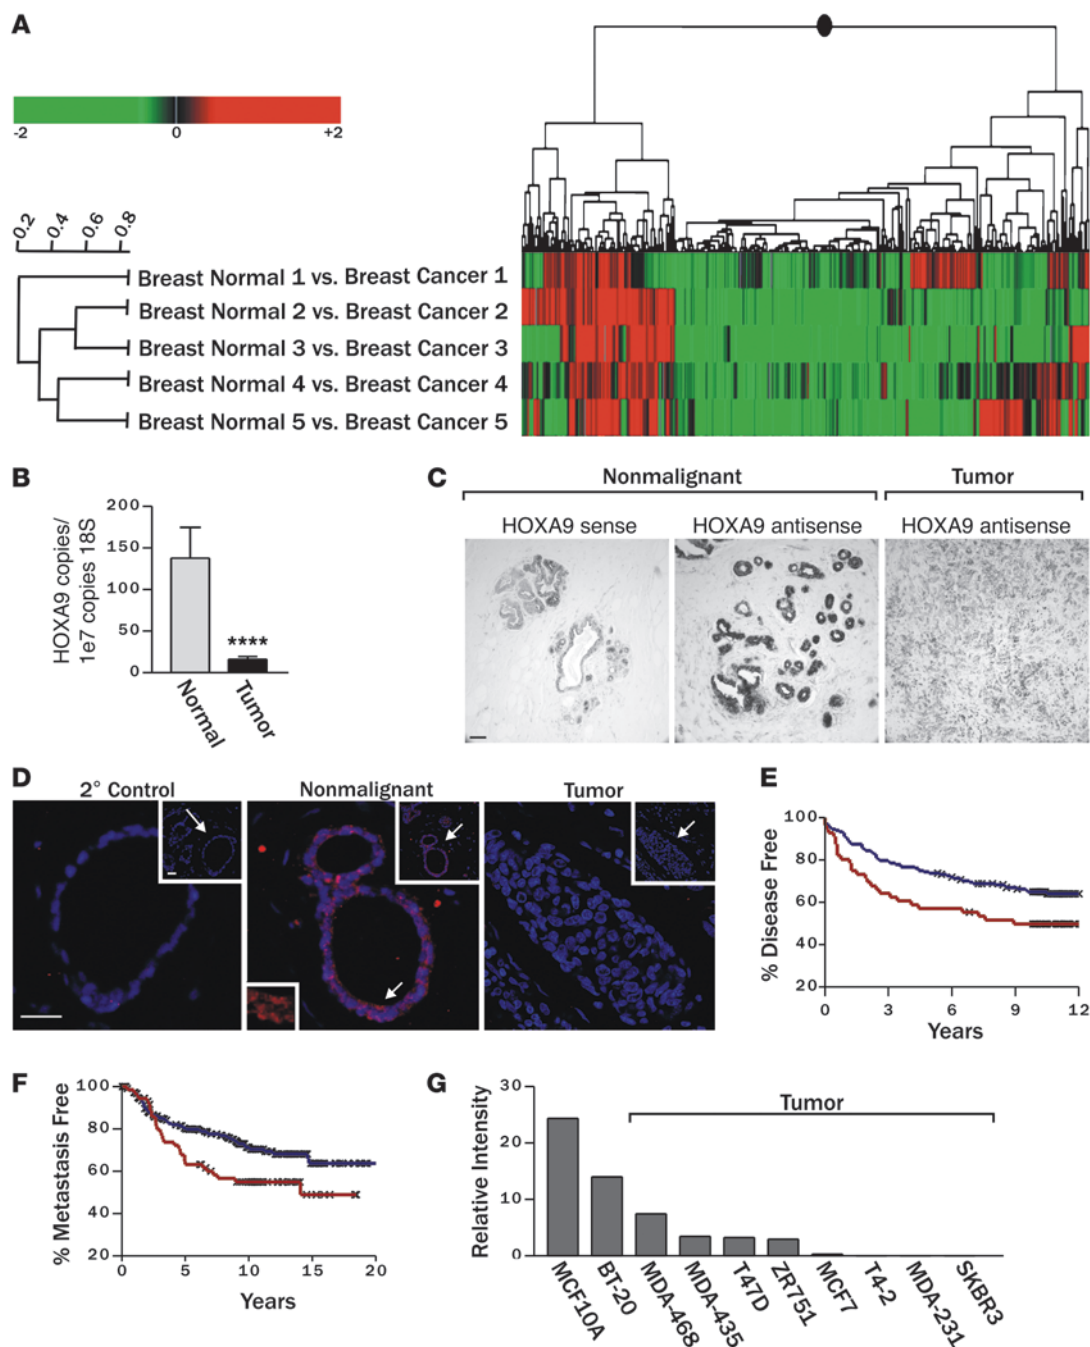 A
-2 0 +2
0.2 0.4 0.6 0.8
Breast Normal 1 vs. Breast Cancer 1
Breast Normal 2 vs. Breast Cancer 2
Breast Normal 3 vs. Breast Cancer 3
Breast Normal 4 vs. Breast Cancer 4
Breast Normal 5 vs. Breast Cancer 5
B
HOXA9 copies/
1e7 copies 18S
200
150
100
50
0
****
Normal
Tumor
C
Nonmalignant
Tumor
HOXA9 sense
HOXA9 antisense
HOXA9 antisense
D
2° Control
Nonmalignant
Tumor
E
% Disease Free
100
80
60
40
20
0 3 6 9 12
Years
F
% Metastasis Free
100
80
60
40
20
0 5 10 15 20
Years
G
Relative Intensity
30
20
10
0
Tumor
MCF10A
BT-20
MDA-468
MDA-435
T47D
ZR751
MCF7
T4-2
MDA-231
SKBR3